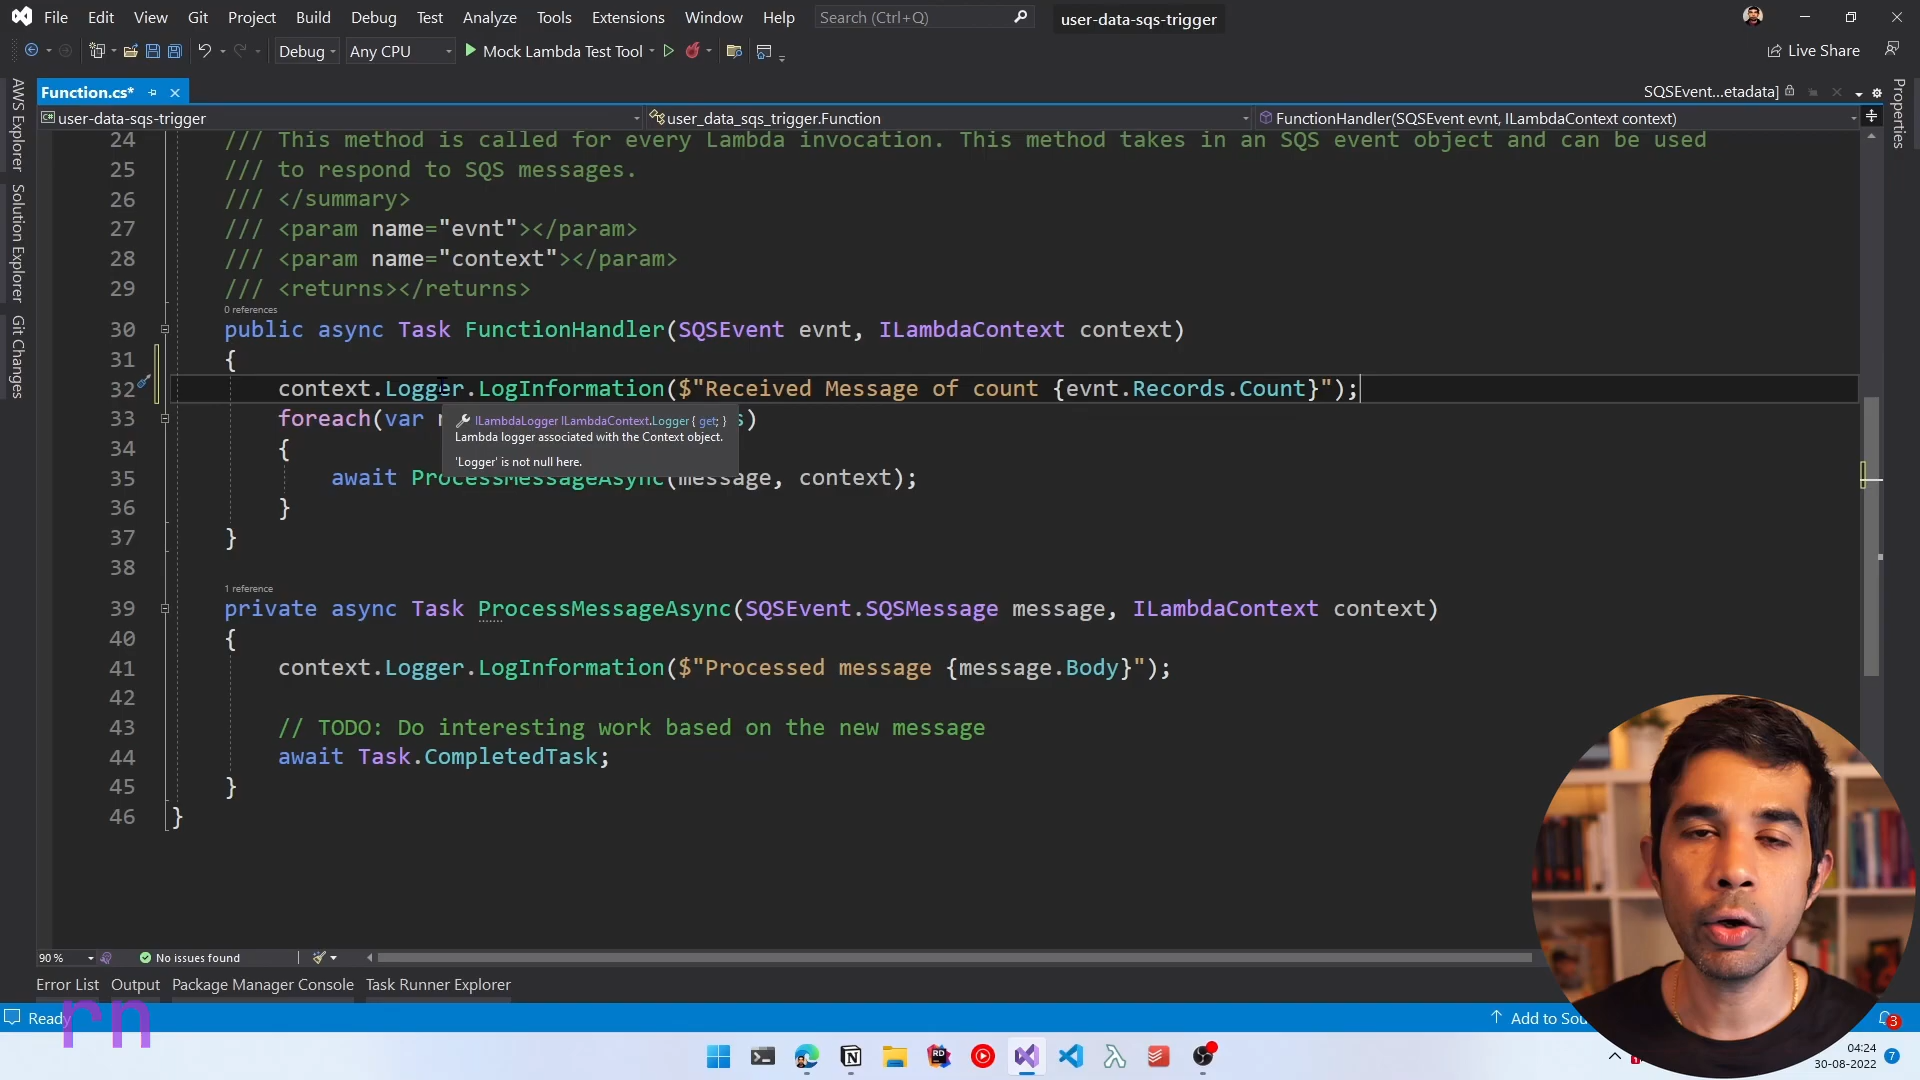 File Edit View Git Project Build Debug Test Analyze Tools Extensions Window Help Search (Ctrl+Q) user-data-sqs-trigger
Debug Any CPU Mock Lambda Test Tool Live Share
Function.cs* SQSEvent...etadata]
user-data-sqs-trigger user_data_sqs_trigger.Function FunctionHandler(SQSEvent evnt, ILambdaContext context)
AWS Explorer
Solution Explorer
Git Changes
Properties
24 /// This method is called for every Lambda invocation. This method takes in an SQS event object and can be used
25 /// to respond to SQS messages.
26 /// </summary>
27 /// <param name="evnt"></param>
28 /// <param name="context"></param>
29 /// <returns></returns>
0 references
30 public async Task FunctionHandler(SQSEvent evnt, ILambdaContext context)
31 {
32 context.Logger.LogInformation($"Received Message of count {evnt.Records.Count}");
33 foreach(var s)
ILambdaLogger ILambdaContext.Logger { get; }
Lambda logger associated with the Context object.
'Logger' is not null here.
34 {
35 await ProcessMessageAsync(message, context);
36 }
37 }
38
1 reference
39 private async Task ProcessMessageAsync(SQSEvent.SQSMessage message, ILambdaContext context)
40 {
41 context.Logger.LogInformation($"Processed message {message.Body}");
42
43 // TODO: Do interesting work based on the new message
44 await Task.CompletedTask;
45 }
46 }
90 % No issues found
Error List Output Package Manager Console Task Runner Explorer
Ready Add to Sou 3
rn
RD
04:24
30-08-2022 7